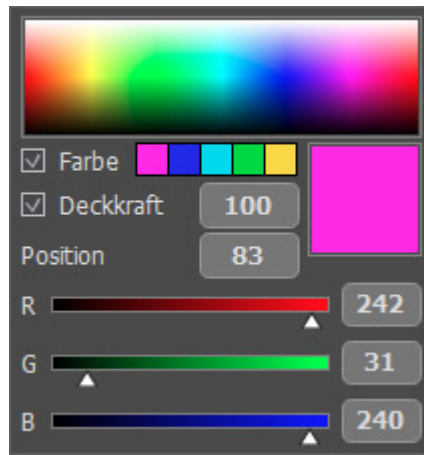 Farbe
Deckkraft 100
Position 83
R 242
G 31
B 240